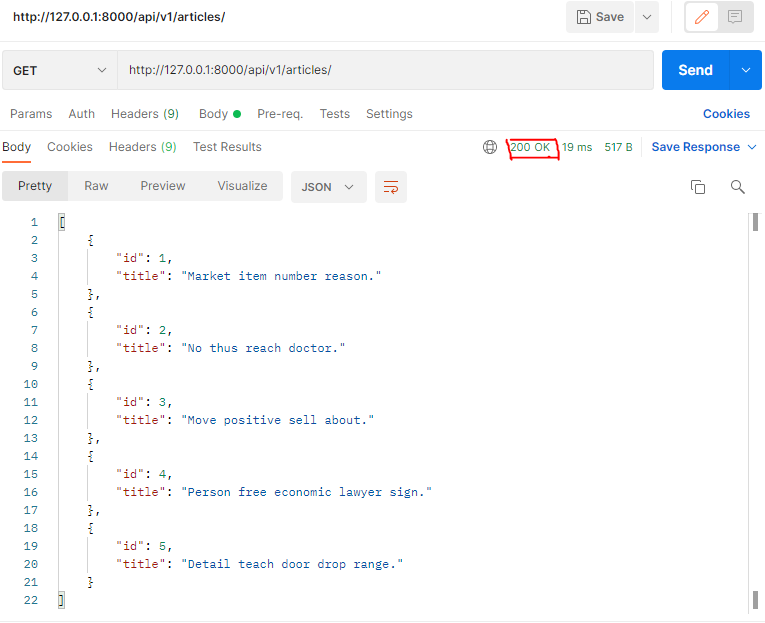 http://127.0.0.1:8000/api/v1/articles/ Save
GET http://127.0.0.1:8000/api/v1/articles/ Send
Params Auth Headers (9) Body Pre-req. Tests Settings Cookies
Body Cookies Headers (9) Test Results 200 OK 19 ms 517 B Save Response
Pretty Raw Preview Visualize JSON
1 [
2 {
3 "id": 1,
4 "title": "Market item number reason."
5 },
6 {
7 "id": 2,
8 "title": "No thus reach doctor."
9 },
10 {
11 "id": 3,
12 "title": "Move positive sell about."
13 },
14 {
15 "id": 4,
16 "title": "Person free economic lawyer sign."
17 },
18 {
19 "id": 5,
20 "title": "Detail teach door drop range."
21 }
22 ]